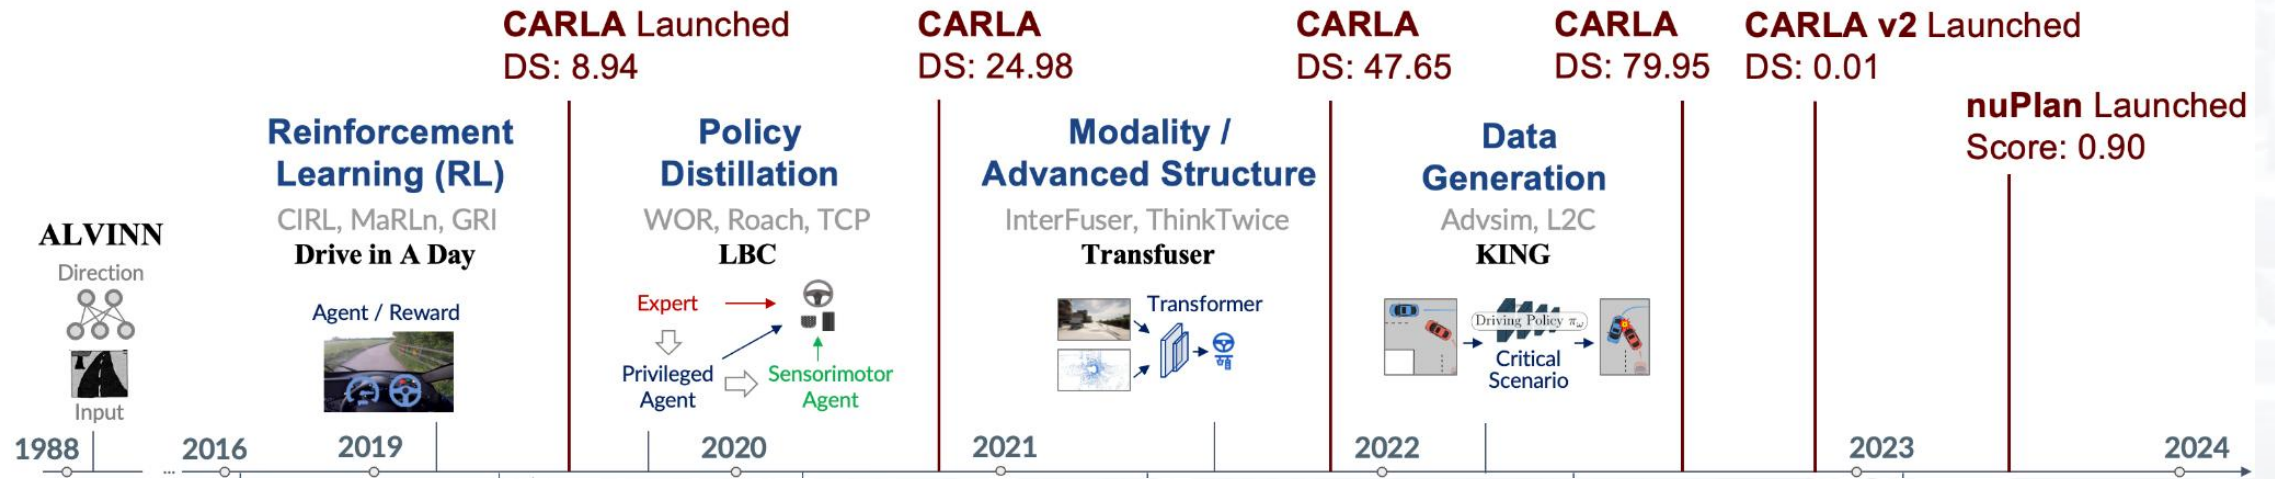 CARLA Launched
DS: 8.94
CARLA
DS: 24.98
CARLA
DS: 47.65
CARLA
DS: 79.95
CARLA v2 Launched
DS: 0.01
nuPlan Launched
Score: 0.90
ALVINN
Direction
Input
Reinforcement
Learning (RL)
CIRL, MaRLn, GRI
Drive in A Day
Agent / Reward
Policy
Distillation
WOR, Roach, TCP
LBC
Expert
Privileged
Agent
Sensorimotor
Agent
Modality /
Advanced Structure
InterFuser, ThinkTwice
Transfuser
Transformer
Data
Generation
Advsim, L2C
KING
Driving Policy πω
Critical
Scenario
1988
...
2016
2019
2020
2021
2022
2023
2024